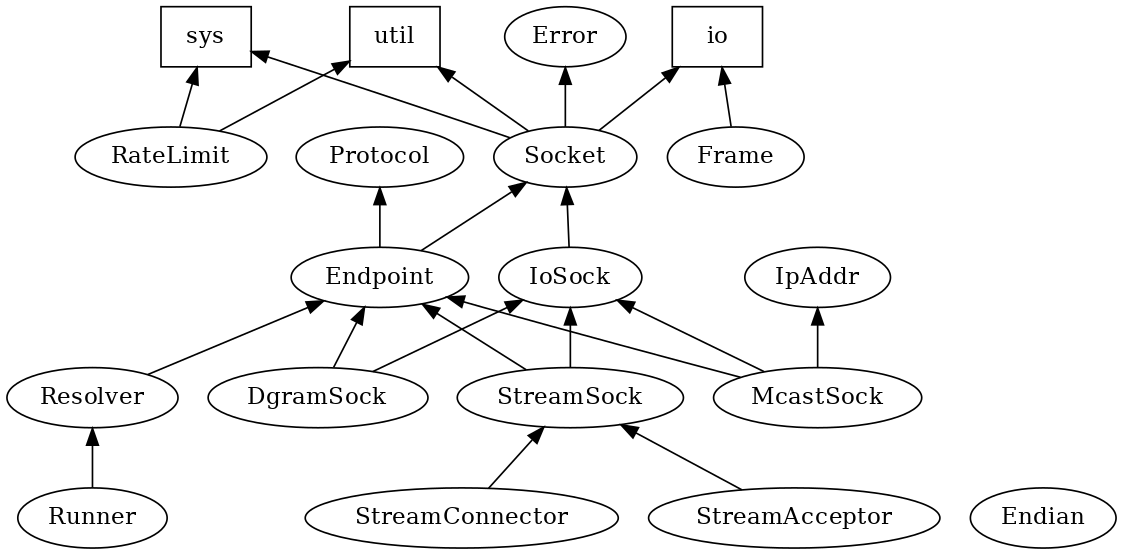 sys
util
Error
io
RateLimit
Protocol
Socket
Frame
Endpoint
IoSock
IpAddr
Resolver
DgramSock
StreamSock
McastSock
Runner
StreamConnector
StreamAcceptor
Endian